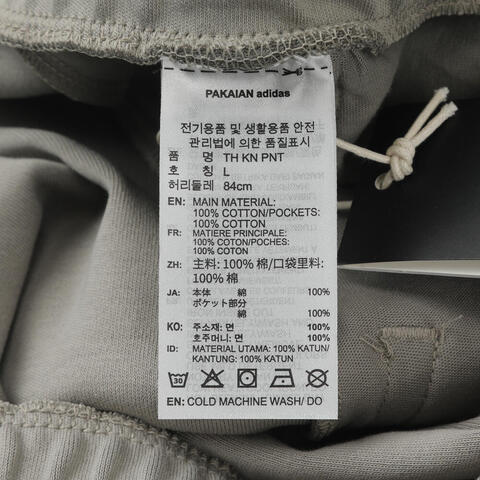 PAKAIAN adidas
전기용품 및 생활용품 안전
관리법에 의한 품질표시
품 명 TH KN PNT
호 칭 L
허리둘레 84cm
EN: MAIN MATERIAL:
100% COTTON/POCKETS:
100% COTTON
FR: MATIERE PRINCIPALE:
100% COTON/POCHES:
100% COTON
ZH: 主料: 100% 棉/口袋里料:
100% 棉
JA: 本体 綿 100%
ポケット部分
綿 100%
KO: 주소재: 면 100%
호주머니: 면 100%
ID: MATERIAL UTAMA: 100% KATUN/
KANTUNG: 100% KATUN
30
EN: COLD MACHINE WASH/ DO